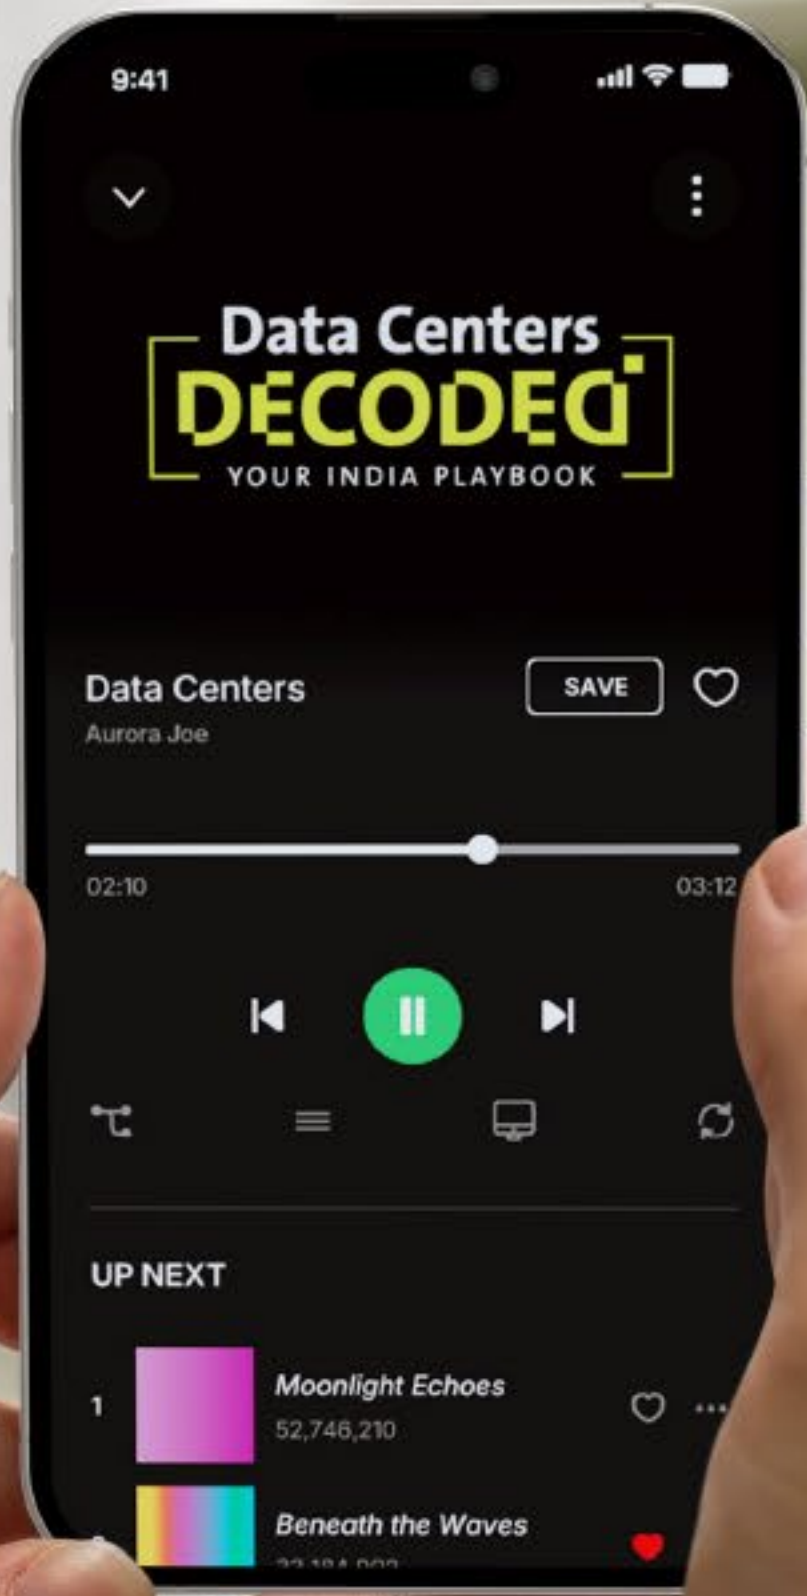 9:41
Data Centers
DECODED
YOUR INDIA PLAYBOOK
Data Centers
SAVE
Aurora Joe
02:10
03:12
UP NEXT
1
Moonlight Echoes
52,746,210
Beneath the Waves